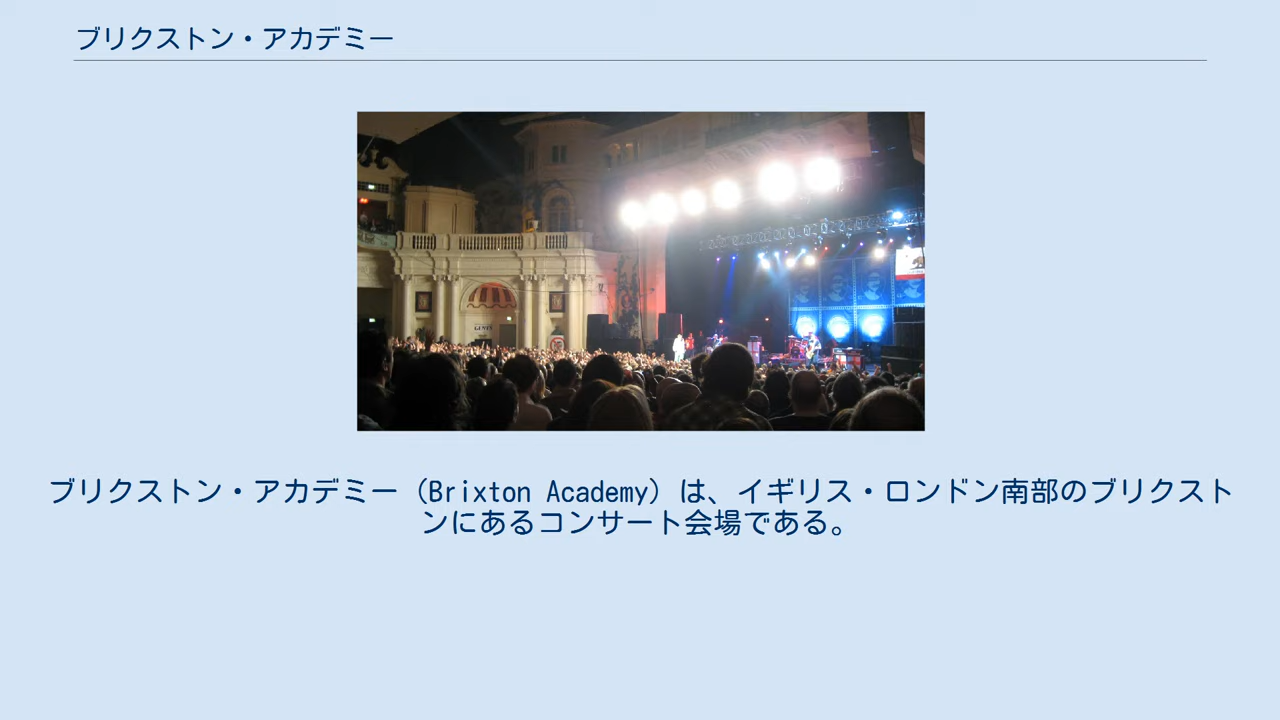 ブリクストン・アカデミー
GENTS
ブリクストン・アカデミー（Brixton Academy）は、イギリス・ロンドン南部のブリクスト
ンにあるコンサート会場である。